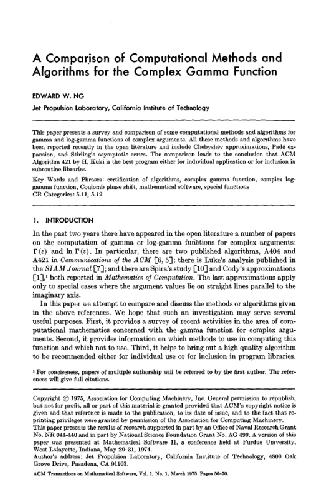 A Comparison of Computational Methods and
Algorithms for the Complex Gamma Function
EDWARD W. NG
Jet Propulsion Laboratory, California Institute of Technology
This paper presents a survey and comparison of some computational methods and algorithms for
gamma and log-gamma functions of complex arguments. All these methods and algorithms have
been reported recently in the open literature and include Chebyshev approximations, Pade ex-
pansion, and Stirling's asymptotic series. The comparison leads to the conclusion that ACM
Algorithm 421 by H. Kuki is the best program either for individual application or for inclusion in
subroutine libraries.
Key Words and Phrases: certification of algorithms, complex gamma function, complex log-
gamma function, Coulomb phase shift, mathematical software, special functions
CR Categories: 5.11, 5.12
1. INTRODUCTION
In the past two years there have appeared in the open literature a number of papers
on the computation of gamma or log-gamma functions for complex arguments:
Γ(z) and ln Γ(z). In particular, there are two published algorithms, A404 and
A421 in Communications of the ACM [6, 5]; there is Luke's analysis published in
the SIAM Journal [7]; and there are Spira's study [10] and Cody's approximations
[1],¹ both reported in Mathematics of Computation. The last approximations apply
only to special cases where the argument values lie on straight lines parallel to the
imaginary axis.
In this paper we attempt to compare and discuss the methods or algorithms given
in the above references. We hope that such an investigation may serve several
useful purposes. First, it provides a survey of recent activities in the area of com-
putational mathematics concerned with the gamma function for complex argu-
ments. Second, it provides information on which methods to use in computing this
function and which not to use. Third, it helps to bring out a high quality algorithm
to be recommended either for individual use or for inclusion in program libraries.
¹ For conciseness, papers of multiple authorship will be referred to by the first author. The refer-
ences will give full citations.
Copyright © 1975, Association for Computing Machinery, Inc. General permission to republish,
but not for profit, all or part of this material is granted provided that ACM's copyright notice is
given and that reference is made to the publication, to its date of issue, and to the fact that re-
printing privileges were granted by permission of the Association for Computing Machinery.
This paper presents the results of research supported in part by an Office of Naval Research Grant
No. NR and in part by National Science Foundation Grant No. A version of this
paper was presented at Mathematical Software II, a conference held at Purdue University,
West Lafayette, Indiana, May 29-31, 1974.
Author's address: Jet Propulsion Laboratory, California Institute of Technology, 4800 Oak
Grove Drive, Pasadena, CA 91103.
ACM Transactions on Mathematical Software, Vol. 1, No. 1, March 1975, Pages